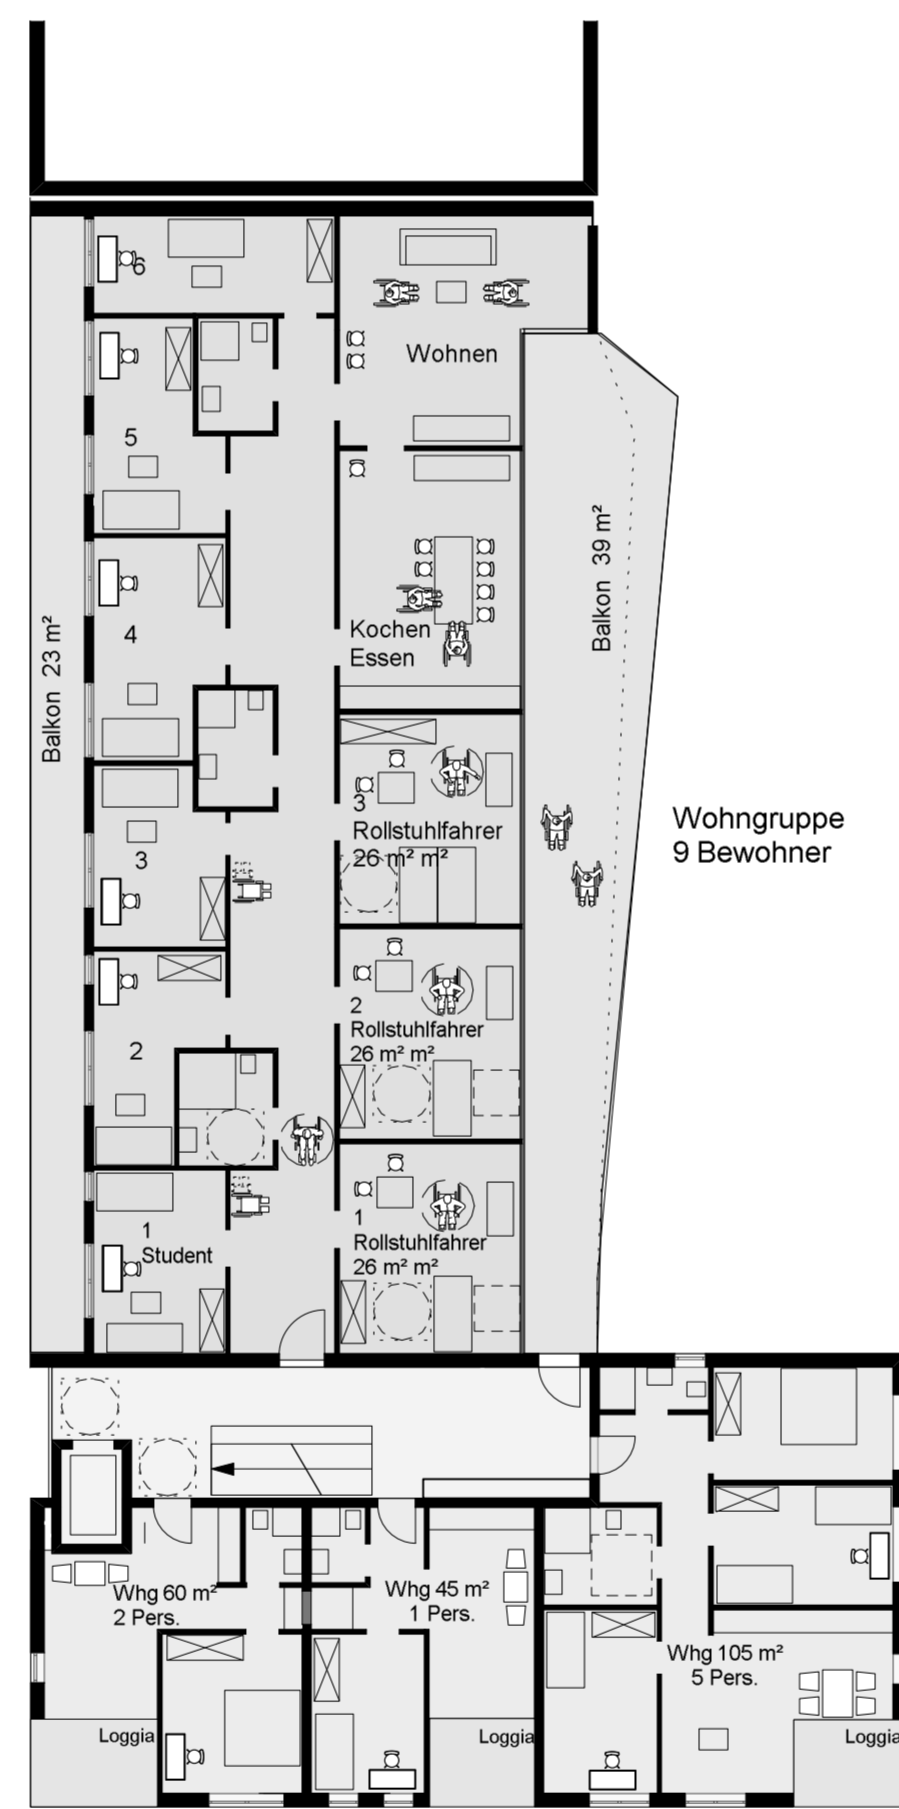 6
Wohnen
5
Balkon 39 m²
Kochen
Essen
4
Balkon 23 m²
3
Rollstuhlfahrer
26 m² m²
Wohngruppe
9 Bewohner
3
2
Rollstuhlfahrer
26 m² m²
2
1
Rollstuhlfahrer
26 m² m²
1
Student
Whg 60 m²
2 Pers.
Whg 45 m²
1 Pers.
Whg 105 m²
5 Pers.
Loggia
Loggia
Loggia